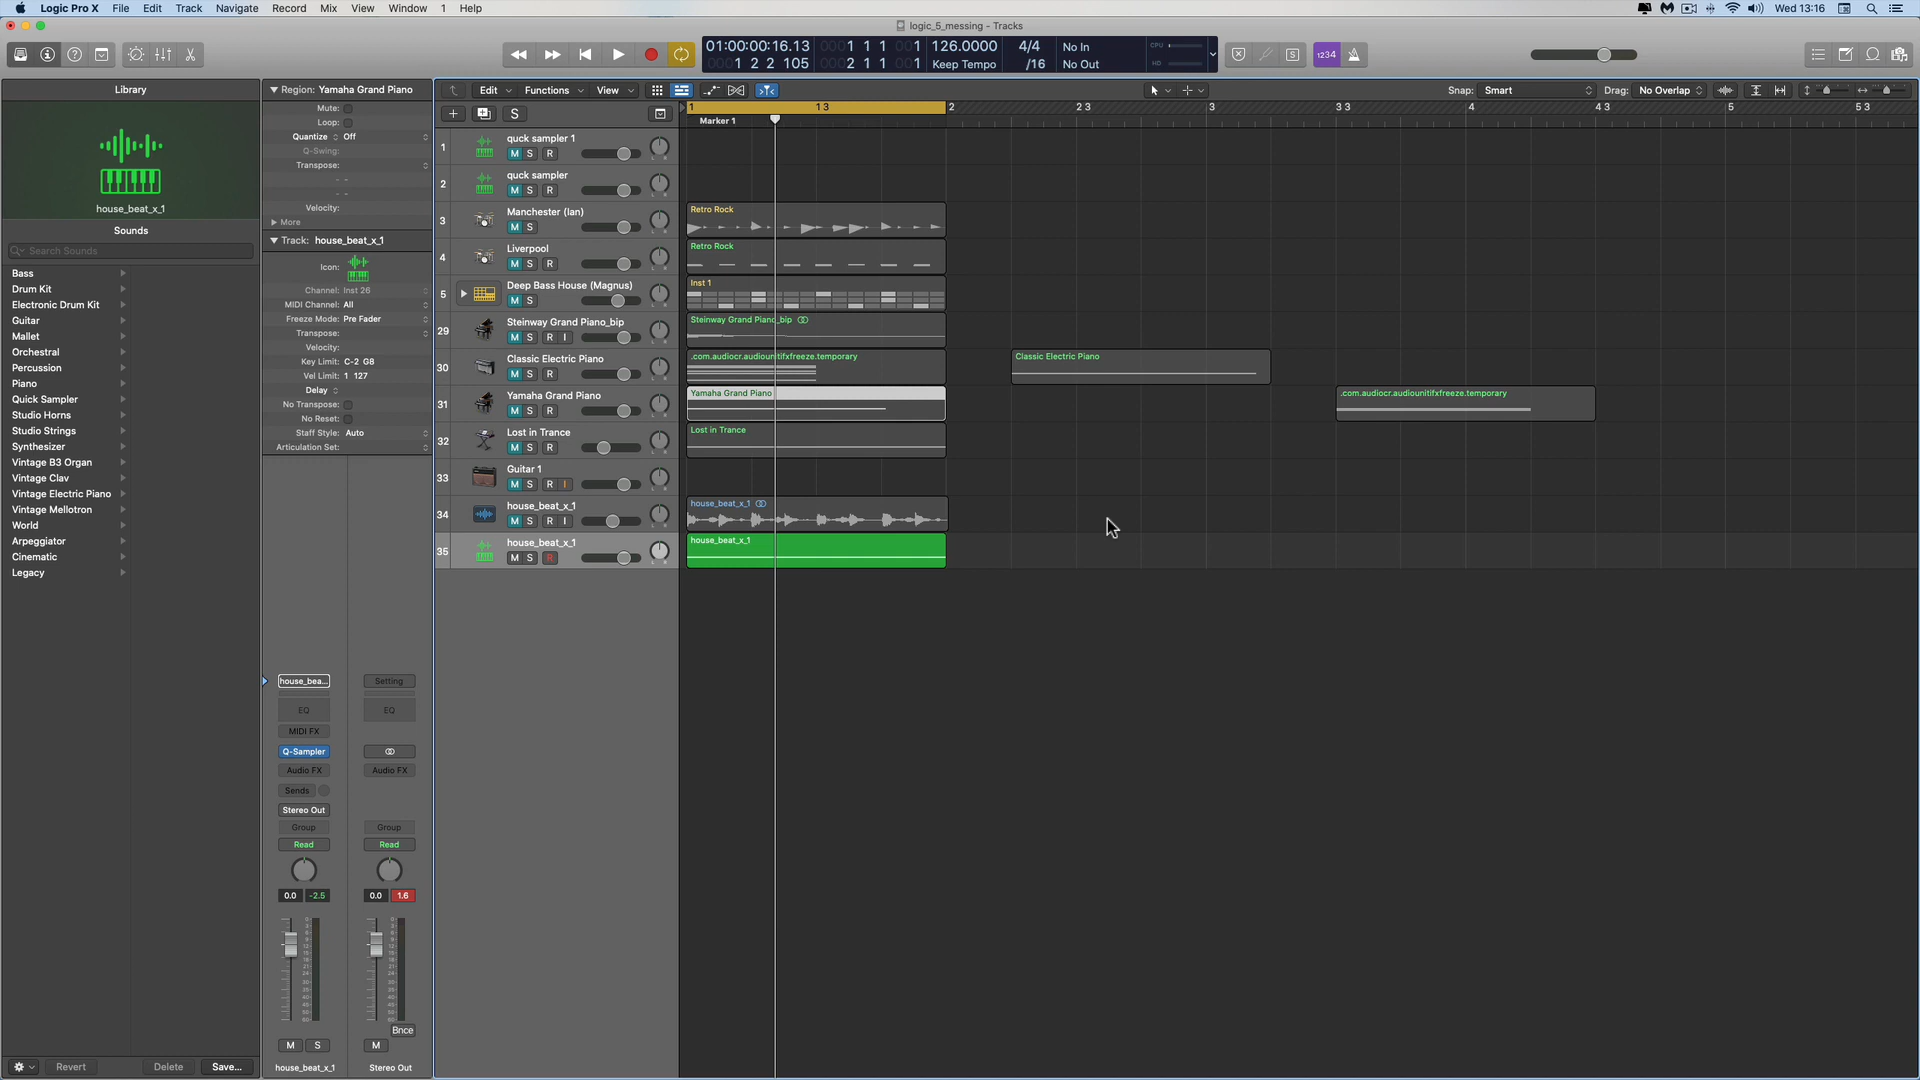 Logic Pro X File Edit Track Navigate Record Mix View Window 1 Help
Wed 13:16
logic_5_messing - Tracks
01:00:00:16.13 0001 1 1 001 126.0000 4/4 No In CPU
0001 2 2 105 0002 1 1 001 Keep Tempo /16 No Out HD
S 1234
Library
Region: Yamaha Grand Piano
Edit Functions View
Snap: Smart Drag: No Overlap
house_beat_x_1
Sounds
Search Sounds
Bass
Drum Kit
Electronic Drum Kit
Guitar
Mallet
Orchestral
Percussion
Piano
Quick Sampler
Studio Horns
Studio Strings
Synthesizer
Vintage B3 Organ
Vintage Clav
Vintage Electric Piano
Vintage Mellotron
World
Arpeggiator
Cinematic
Legacy
Revert Delete Save...
Mute:
Loop:
Quantize Off
Q-Swing:
Transpose:
- -
- -
Velocity:
More
Track: house_beat_x_1
Icon:
Channel: Inst 26
MIDI Channel: All
Freeze Mode: Pre Fader
Transpose:
Velocity:
Key Limit: C-2 G8
Vel Limit: 1 127
Delay
No Transpose:
No Reset:
Staff Style: Auto
Articulation Set:
house_bea... Setting
EQ EQ
MIDI FX
Q-Sampler
Audio FX Audio FX
Sends
Stereo Out
Group Group
Read Read
0.0 -2.5 0.0 1.6
Bnce
M S M
house_beat_x_1 Stereo Out
S
1 1 3 2 2 3 3 3 3 4 4 3 5 5 3
Marker 1
1 quck sampler 1
M S R
2 quck sampler
M S R
3 Manchester (Ian)
M S
Retro Rock
4 Liverpool
M S R
Retro Rock
5 Deep Bass House (Magnus)
M S
Inst 1
29 Steinway Grand Piano_bip
M S R I
Steinway Grand Piano_bip
30 Classic Electric Piano
M S R
.com.audiocr.audiounitifxfreeze.temporary
Classic Electric Piano
31 Yamaha Grand Piano
M S R
Yamaha Grand Piano
.com.audiocr.audiounitifxfreeze.temporary
32 Lost in Trance
M S R
Lost in Trance
33 Guitar 1
M S R I
34 house_beat_x_1
M S R I
house_beat_x_1
35 house_beat_x_1
M S R
house_beat_x_1